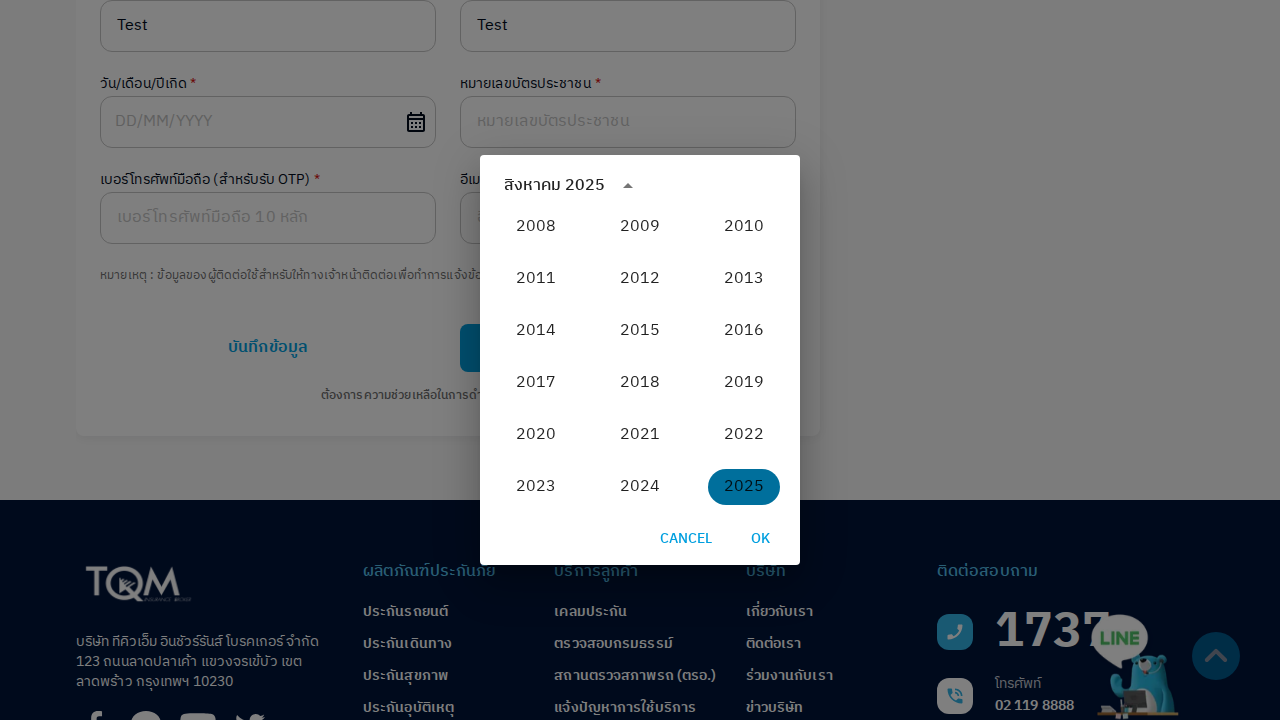 Test
Test
วัน/เดือน/ปีเกิด *
หมายเลขบัตรประชาชน *
DD/MM/YYYY
หมายเลขบัตรประชาชน
เบอร์โทรศัพท์มือถือ (สำหรับรับ OTP) *
อีเม
เบอร์โทรศัพท์มือถือ 10 หลัก
หมายเหตุ : ข้อมูลของผู้ติดต่อใช้สำหรับให้ทางเจ้าหน้าติดต่อเพื่อทำการแจ้งข้อ
บันทึกข้อมูล
ต้องการความช่วยเหลือในการดำ
สิงหาคม 2025
2008 2009 2010
2011 2012 2013
2014 2015 2016
2017 2018 2019
2020 2021 2022
2023 2024 2025
CANCEL OK
TQM
บริษัท ทีคิวเอ็ม อินชัวร์รันส์ โบรคเกอร์ จำกัด
123 ถนนลาดปลาเค้า แขวงจรเข้บัว เขต
ลาดพร้าว กรุงเทพฯ 10230
ผลิตภัณฑ์ประกันภัย
ประกันรถยนต์
ประกันเดินทาง
ประกันสุขภาพ
ประกันอุบัติเหตุ
บริการลูกค้า
เคลมประกัน
ตรวจสอบกรมธรรม์
สถานตรวจสภาพรถ (ตรอ.)
แจ้งปัญหาการใช้บริการ
บริษัท
เกี่ยวกับเรา
ติดต่อเรา
ร่วมงานกับเรา
ข่าวบริษัท
ติดต่อสอบถาม
1737
LINE
โทรศัพท์
02 119 8888